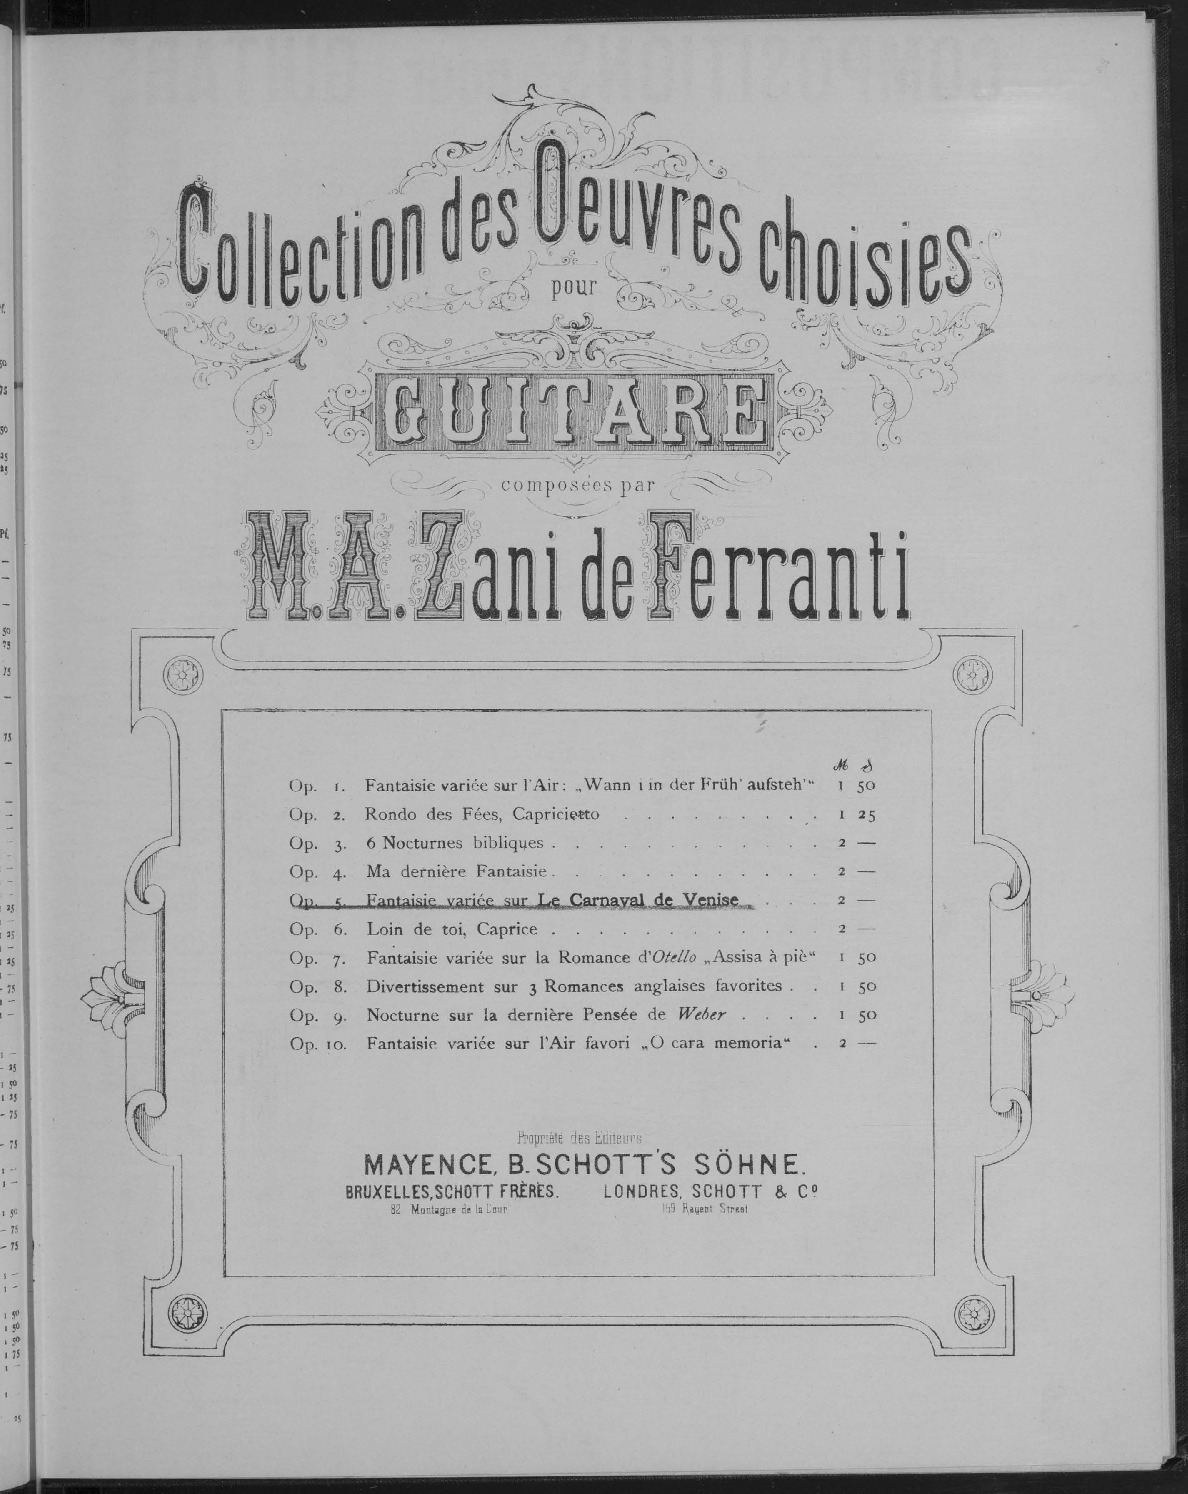 Collection des Oeuvres choisies
pour
GUITARE
composées par
M. A. Zani de Ferranti
M ₰
Op. 1. Fantaisie variée sur l'Air: „Wann i in der Früh' aufsteh'“ 1 50
Op. 2. Rondo des Fées, Capricietto . . . . . . . . . 1 25
Op. 3. 6 Nocturnes bibliques . . . . . . . . . . . . 2 —
Op. 4. Ma dernière Fantaisie . . . . . . . . . . . . 2 —
Op. 5. Fantaisie variée sur Le Carnaval de Venise . . . 2 —
Op. 6. Loin de toi, Caprice . . . . . . . . . . . . 2 —
Op. 7. Fantaisie variée sur la Romance d'Otello „Assisa à piè“ 1 50
Op. 8. Divertissement sur 3 Romances anglaises favorites . . 1 50
Op. 9. Nocturne sur la dernière Pensée de Weber . . . . 1 50
Op. 10. Fantaisie variée sur l'Air favori „O cara memoria“ . 2 —
Propriété des Editeurs
MAYENCE, B. SCHOTT'S SÖHNE.
BRUXELLES, SCHOTT FRÈRES. LONDRES, SCHOTT & Cº
82 Montagne de la Cour 159 Regent Street